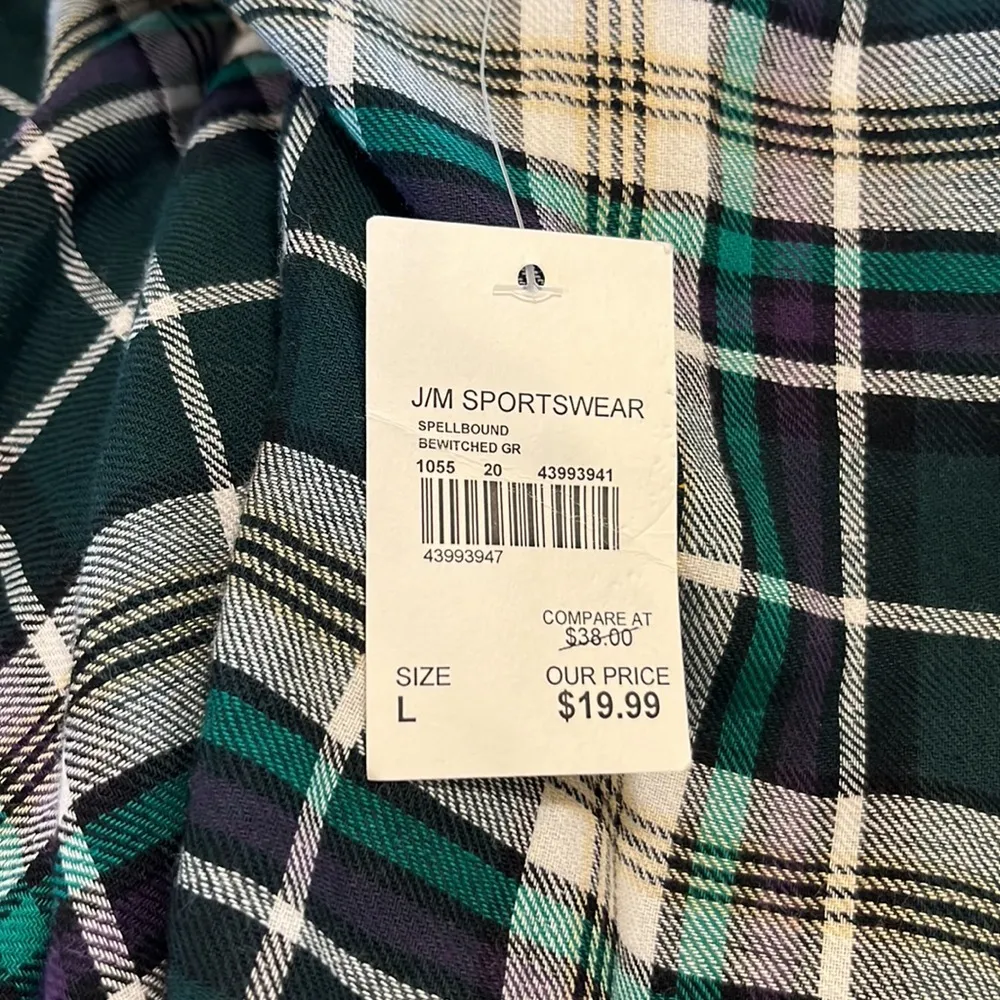 J/M SPORTSWEAR
SPELLBOUND
BEWITCHED GR
1055 20 43993941
43993947
COMPARE AT
$38.00
SIZE OUR PRICE
L $19.99